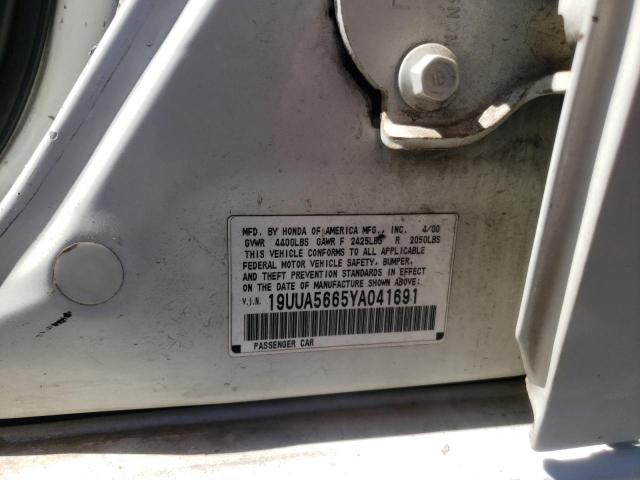 MFD. BY HONDA OF AMERICA MFG., INC. 4/00
GVWR 4400LBS GAWR F 2425LBS R 2050LBS
THIS VEHICLE CONFORMS TO ALL APPLICABLE
FEDERAL MOTOR VEHICLE SAFETY, BUMPER,
AND THEFT PREVENTION STANDARDS IN EFFECT
ON THE DATE OF MANUFACTURE SHOWN ABOVE:
V.I.N. 19UUA5665YA041691
PASSENGER CAR